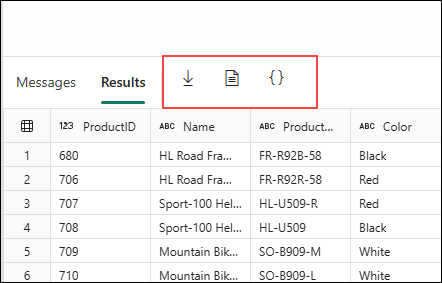 Messages Results {}
123 ProductID ABC Name ABC Product... ABC Color
1 680 HL Road Fra... FR-R92B-58 Black
2 706 HL Road Fra... FR-R92R-58 Red
3 707 Sport-100 Hel... HL-U509-R Red
4 708 Sport-100 Hel... HL-U509 Black
5 709 Mountain Bik... SO-B909-M White
6 710 Mountain Bik... SO-B909-L White